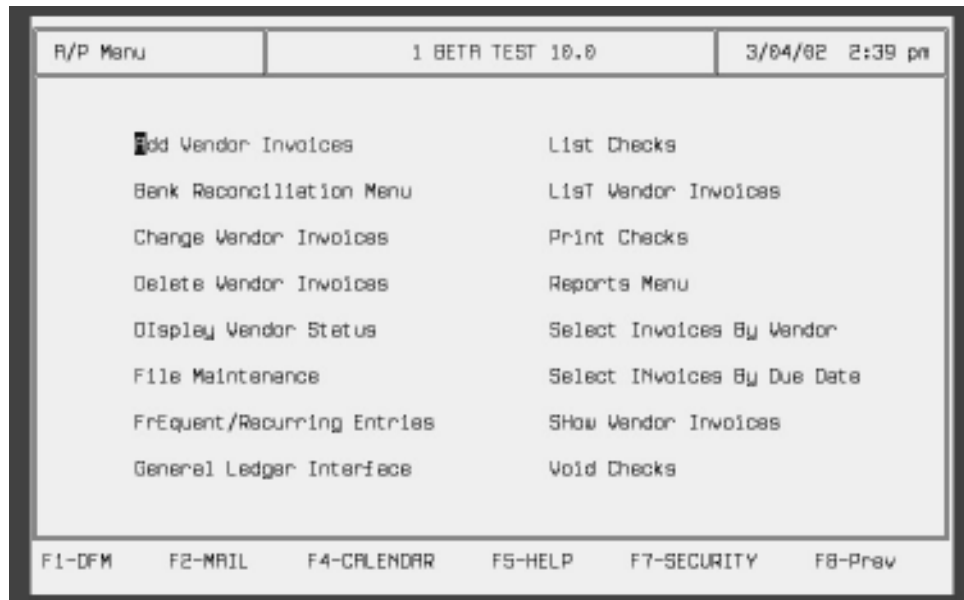 A/P Menu 1 BETA TEST 10.0 3/04/02 2:39 pm
Add Vendor Invoices List Checks
Bank Reconciliation Menu LisT Vendor Invoices
Change Vendor Invoices Print Checks
Delete Vendor Invoices Reports Menu
DIsplay Vendor Status Select Invoices By Vendor
File Maintenance Select INvoices By Due Date
FrEquent/Recurring Entries SHow Vendor Invoices
General Ledger Interface Void Checks
F1-DFM F2-MAIL F4-CALENDAR F5-HELP F7-SECURITY F8-Prev